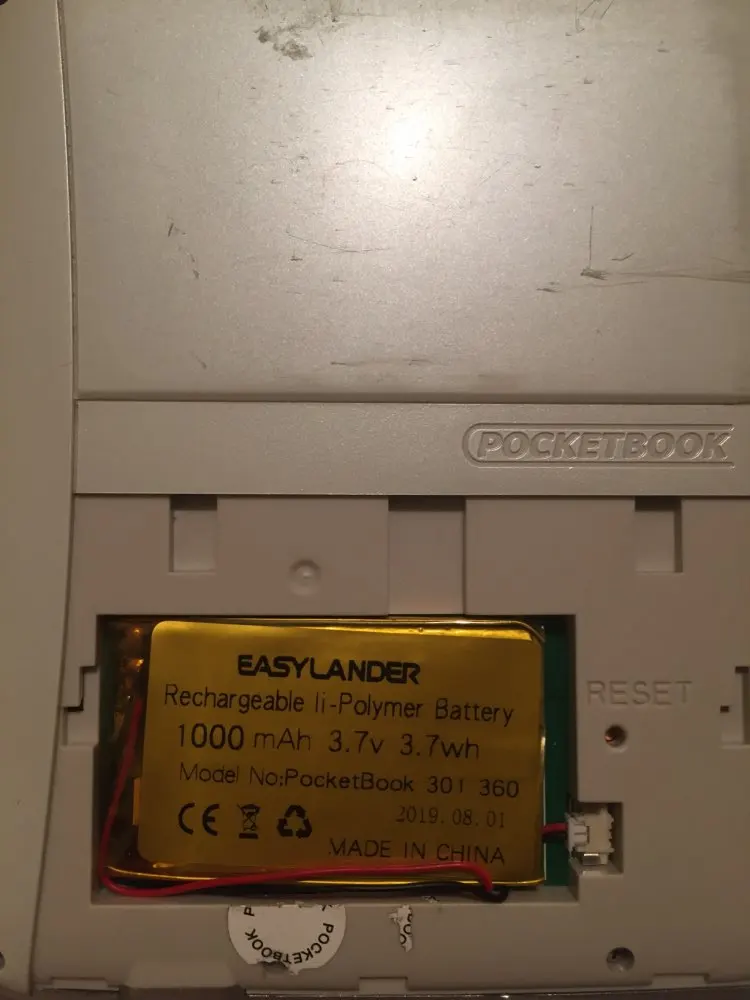 POCKETBOOK
EASYLANDER
Rechargeable li-Polymer Battery
1000 mAh 3.7v 3.7wh
Model No:PocketBook 301 360
2019.08.01
MADE IN CHINA
RESET
POCKETBOOK